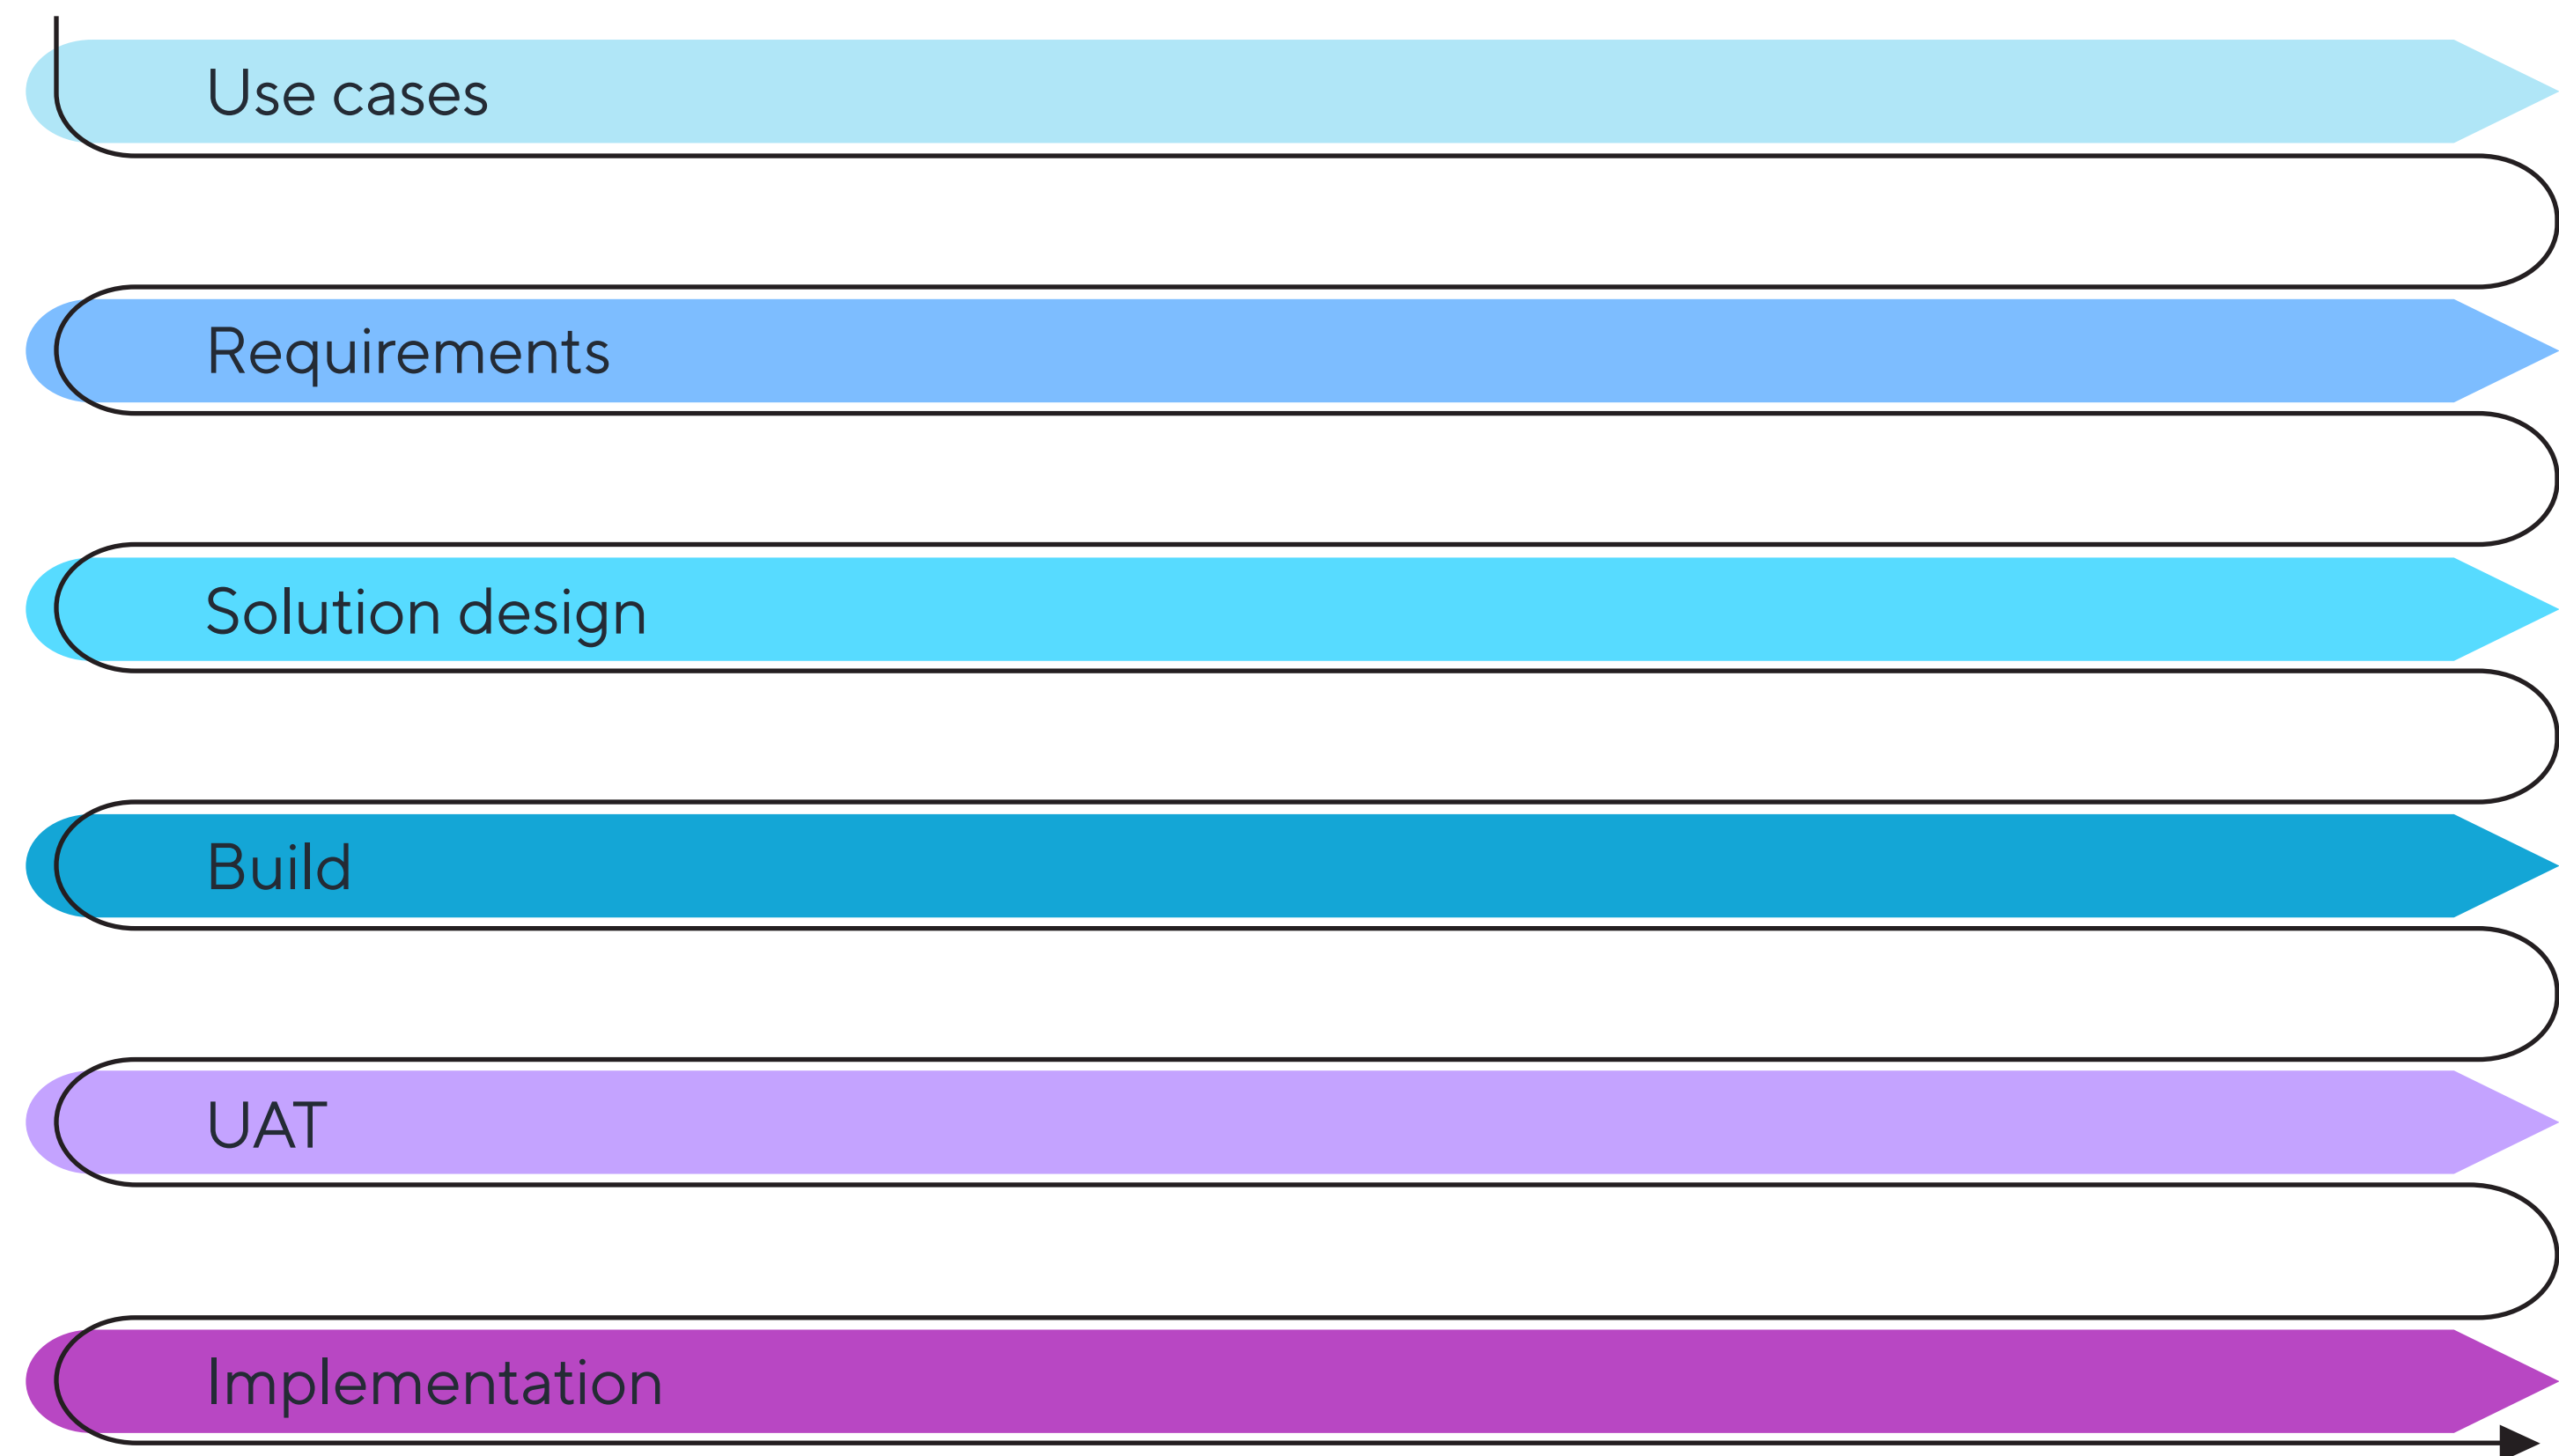 Use cases
Requirements
Solution design
Build
UAT
Implementation